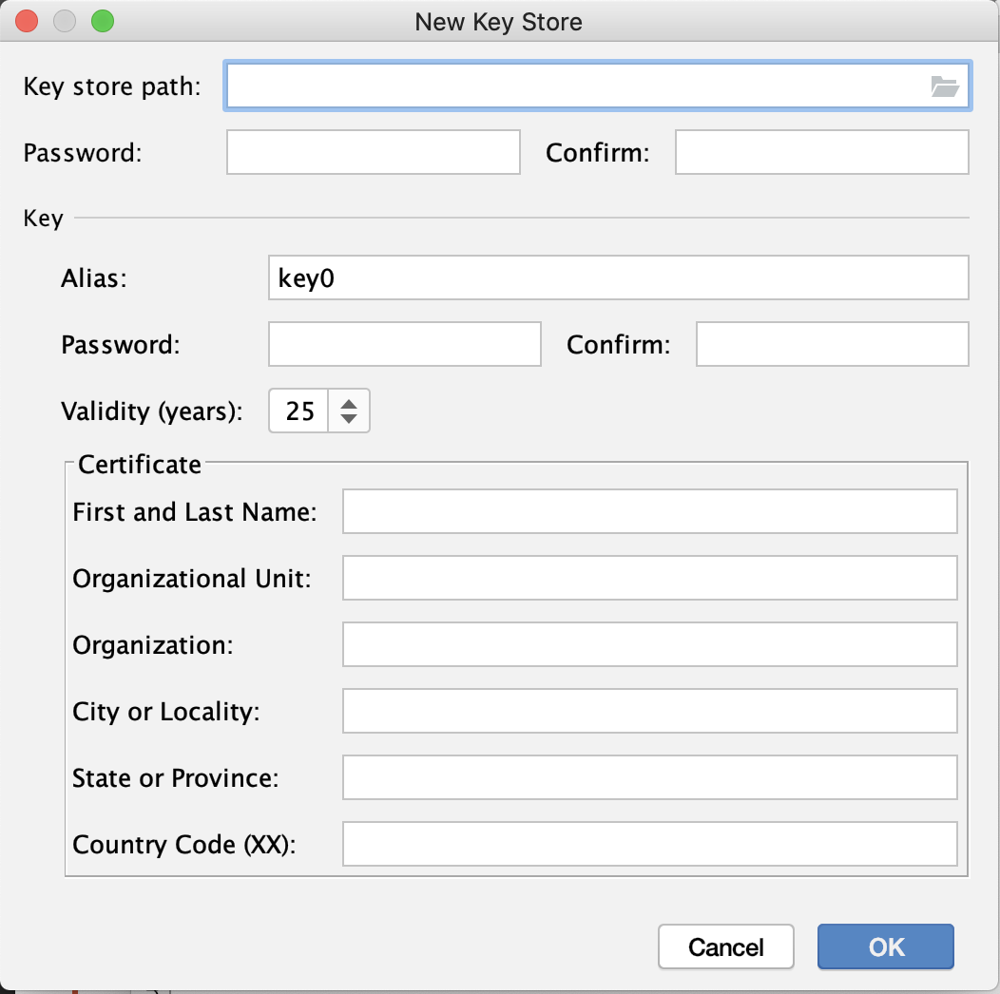 New Key Store
Key store path:
Password: Confirm:
Key
Alias: key0
Password: Confirm:
Validity (years): 25
Certificate
First and Last Name:
Organizational Unit:
Organization:
City or Locality:
State or Province:
Country Code (XX):
Cancel OK